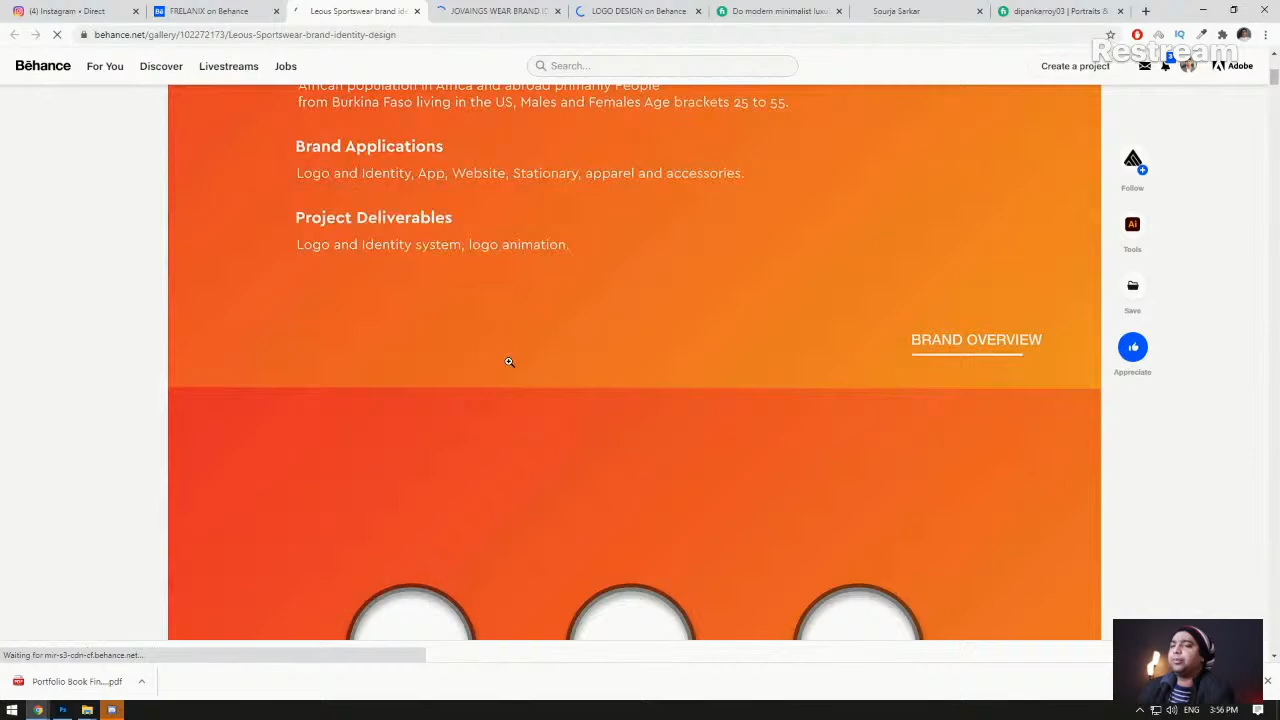 (4) Instagram • Direct
FRELANIX on Behance
Leous Sportswear brand ide
JOVAINGS WEAR BRAND ID
LOGO DESIGN on Behance
Do modern minimalist luxu
Sourja Sarkar
dipankarroy03 | Portraits &
behance.net/gallery/102272173/Leous-Sportswear-brand-identity-design
Restream
Bēhance
For You
Discover
Livestreams
Jobs
Search...
Create a project
Adobe
African population in Africa and abroad primarily People
from Burkina Faso living in the US, Males and Females Age brackets 25 to 55.
Brand Applications
Logo and Identity, App, Website, Stationary, apparel and accessories.
Project Deliverables
Logo and Identity system, logo animation.
BRAND OVERVIEW
Follow
Ai
Tools
Save
Appreciate
Waiting for mir-s3-cdn-cf.behance.net...
Portfolio Book Fin....pdf
ENG
3:56 PM